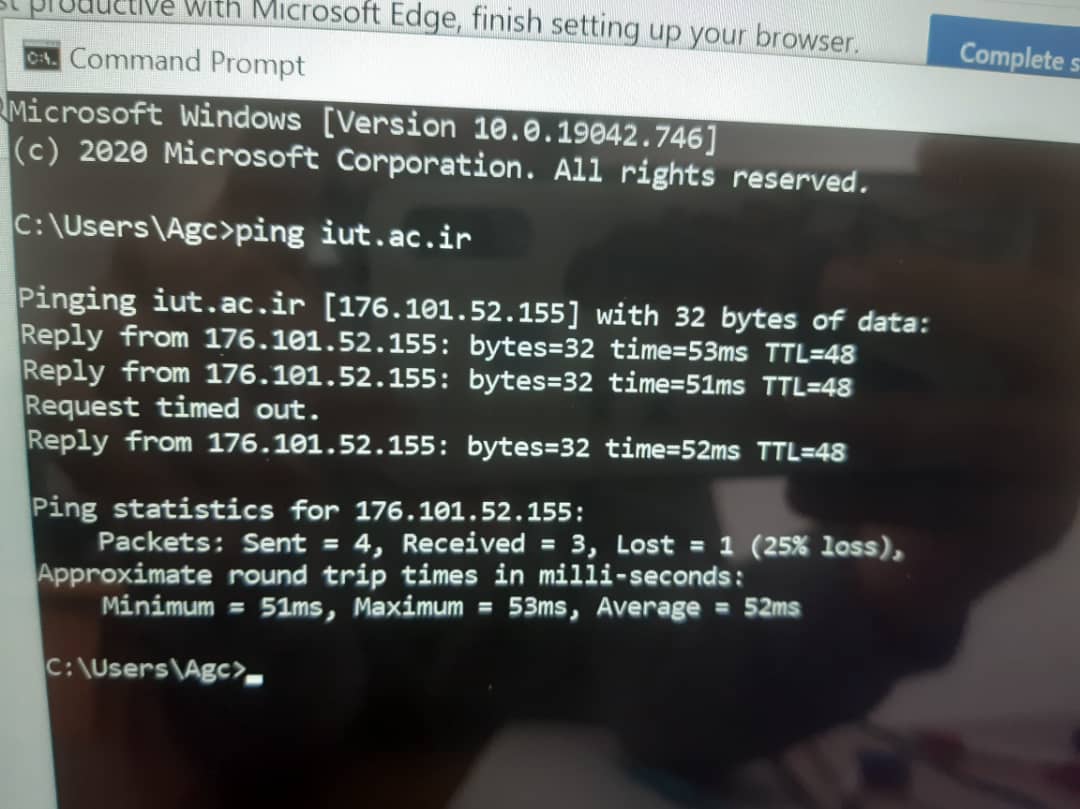 productive with Microsoft Edge, finish setting up your browser.
Complete
C:\. Command Prompt
Microsoft Windows [Version 10.0.19042.746]
(c) 2020 Microsoft Corporation. All rights reserved.
C:\Users\Agc>ping iut.ac.ir
Pinging iut.ac.ir [176.101.52.155] with 32 bytes of data:
Reply from 176.101.52.155: bytes=32 time=53ms TTL=48
Reply from 176.101.52.155: bytes=32 time=51ms TTL=48
Request timed out.
Reply from 176.101.52.155: bytes=32 time=52ms TTL=48
Ping statistics for 176.101.52.155:
Packets: Sent = 4, Received = 3, Lost = 1 (25% loss),
Approximate round trip times in milli-seconds:
Minimum = 51ms, Maximum = 53ms, Average = 52ms
C:\Users\Agc>